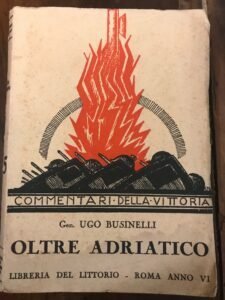 COMMENTARI·DELLA·VITTORIA
Gen. UGO BUSINELLI
OLTRE ADRIATICO
LIBRERIA DEL LITTORIO - ROMA ANNO VI